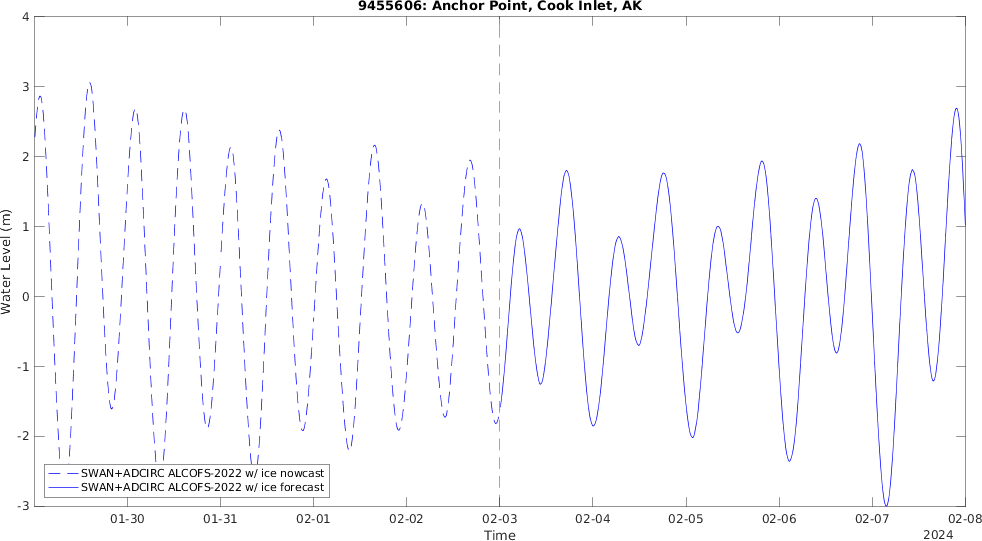 9455606: Anchor Point, Cook Inlet, AK
4
3
2
1
0
-1
-2
-3
Water Level (m)
SWAN+ADCIRC ALCOFS-2022 w/ ice nowcast
SWAN+ADCIRC ALCOFS-2022 w/ ice forecast
01-30 01-31 02-01 02-02 02-03 02-04 02-05 02-06 02-07 02-08
Time
2024